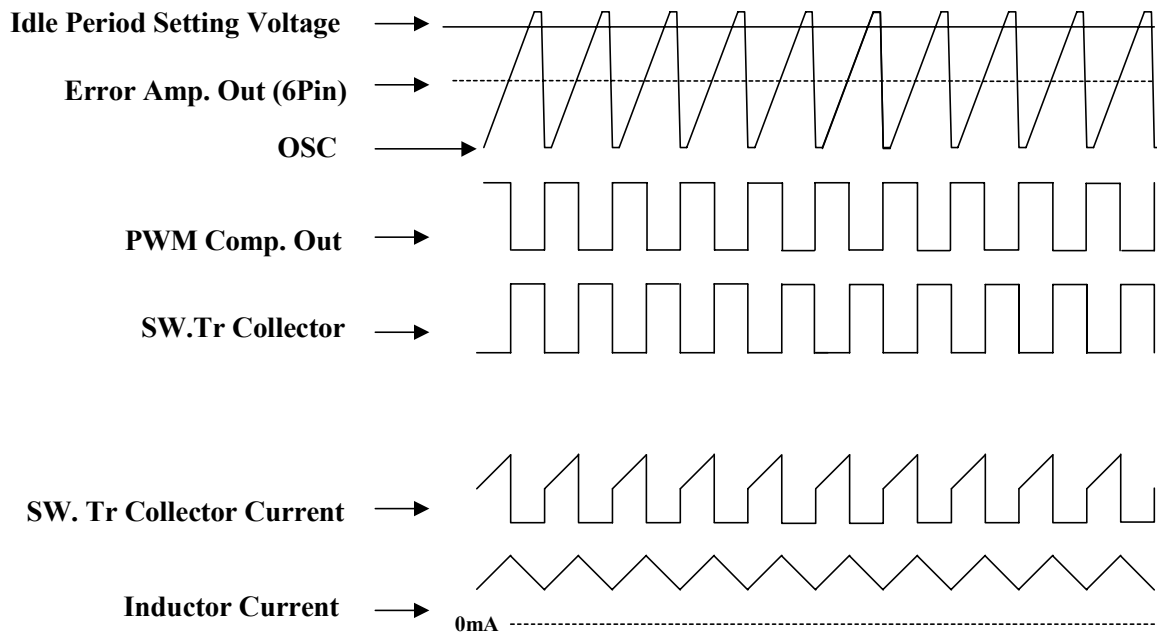 Idle Period Setting Voltage
Error Amp. Out (6Pin)
OSC
PWM Comp. Out
SW.Tr Collector
SW. Tr Collector Current
Inductor Current
0mA